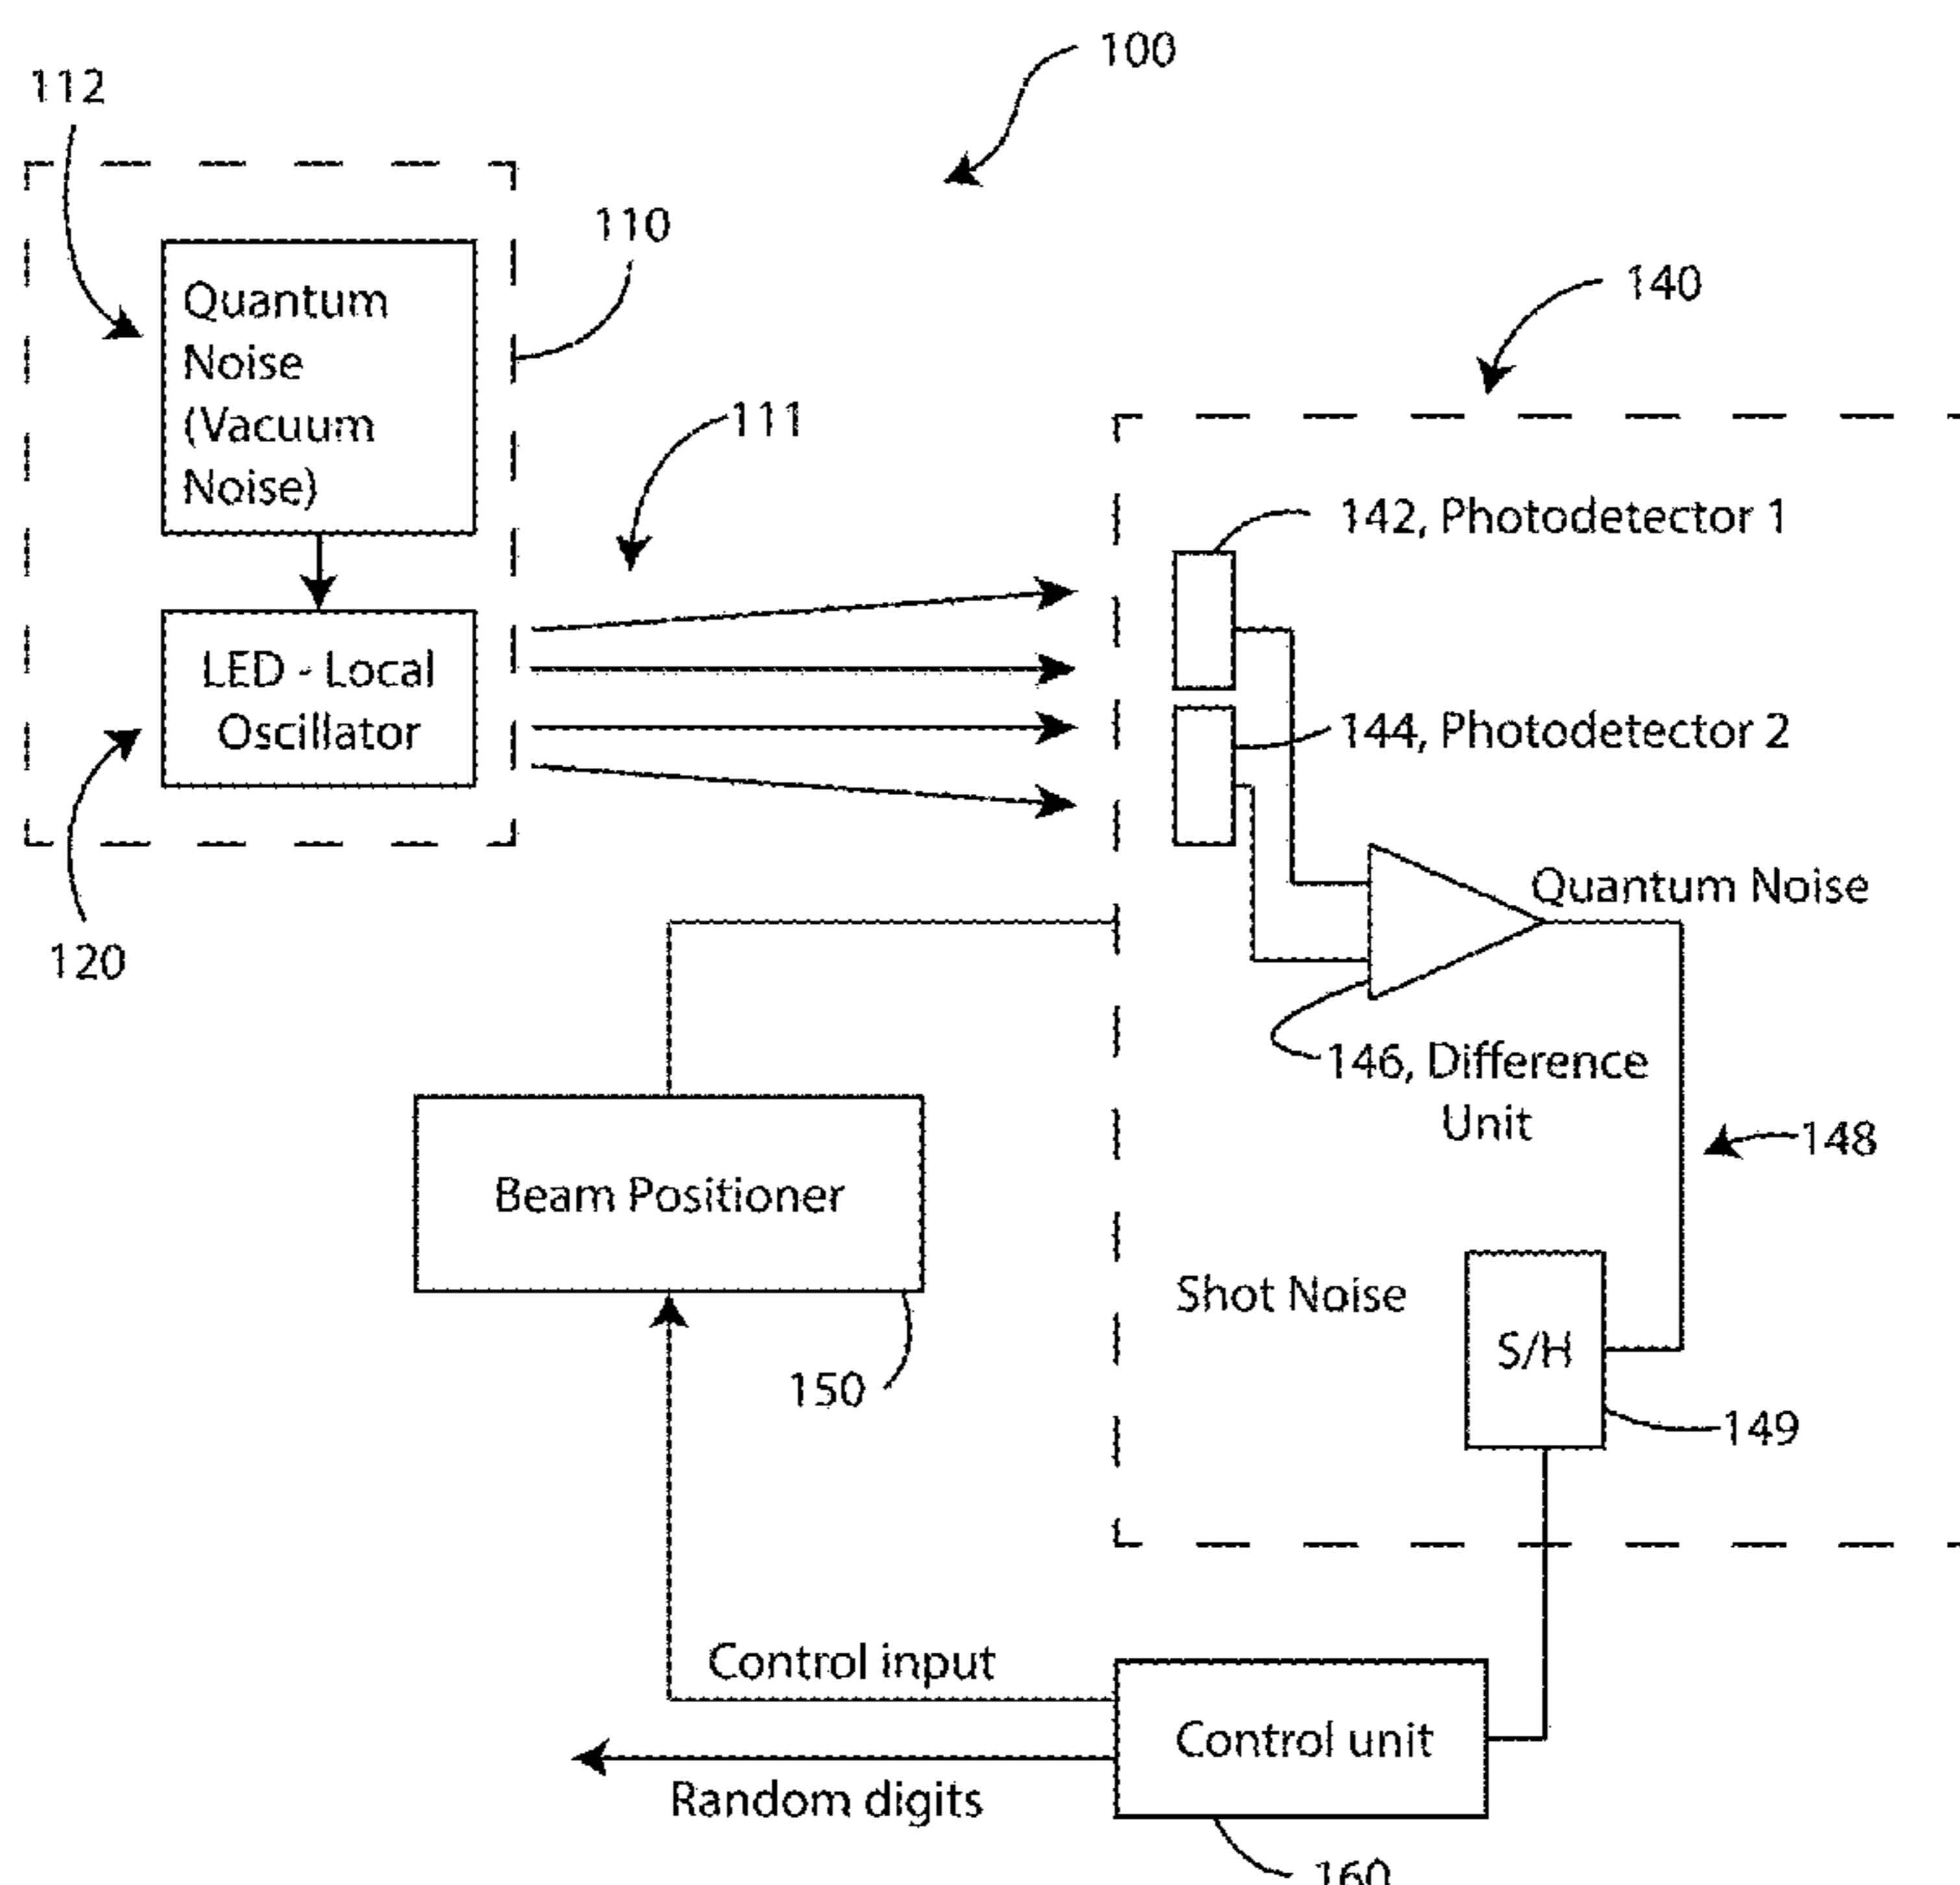 100
112
110
Quantum
Noise
(Vacuum
Noise)
140
111
142, Photodetector 1
LED - Local
Oscillator
144, Photodetector 2
Quantum Noise
120
146, Difference
Unit
148
Beam Positioner
Shot Noise
S/H
150
149
Control input
Control unit
Random digits
160